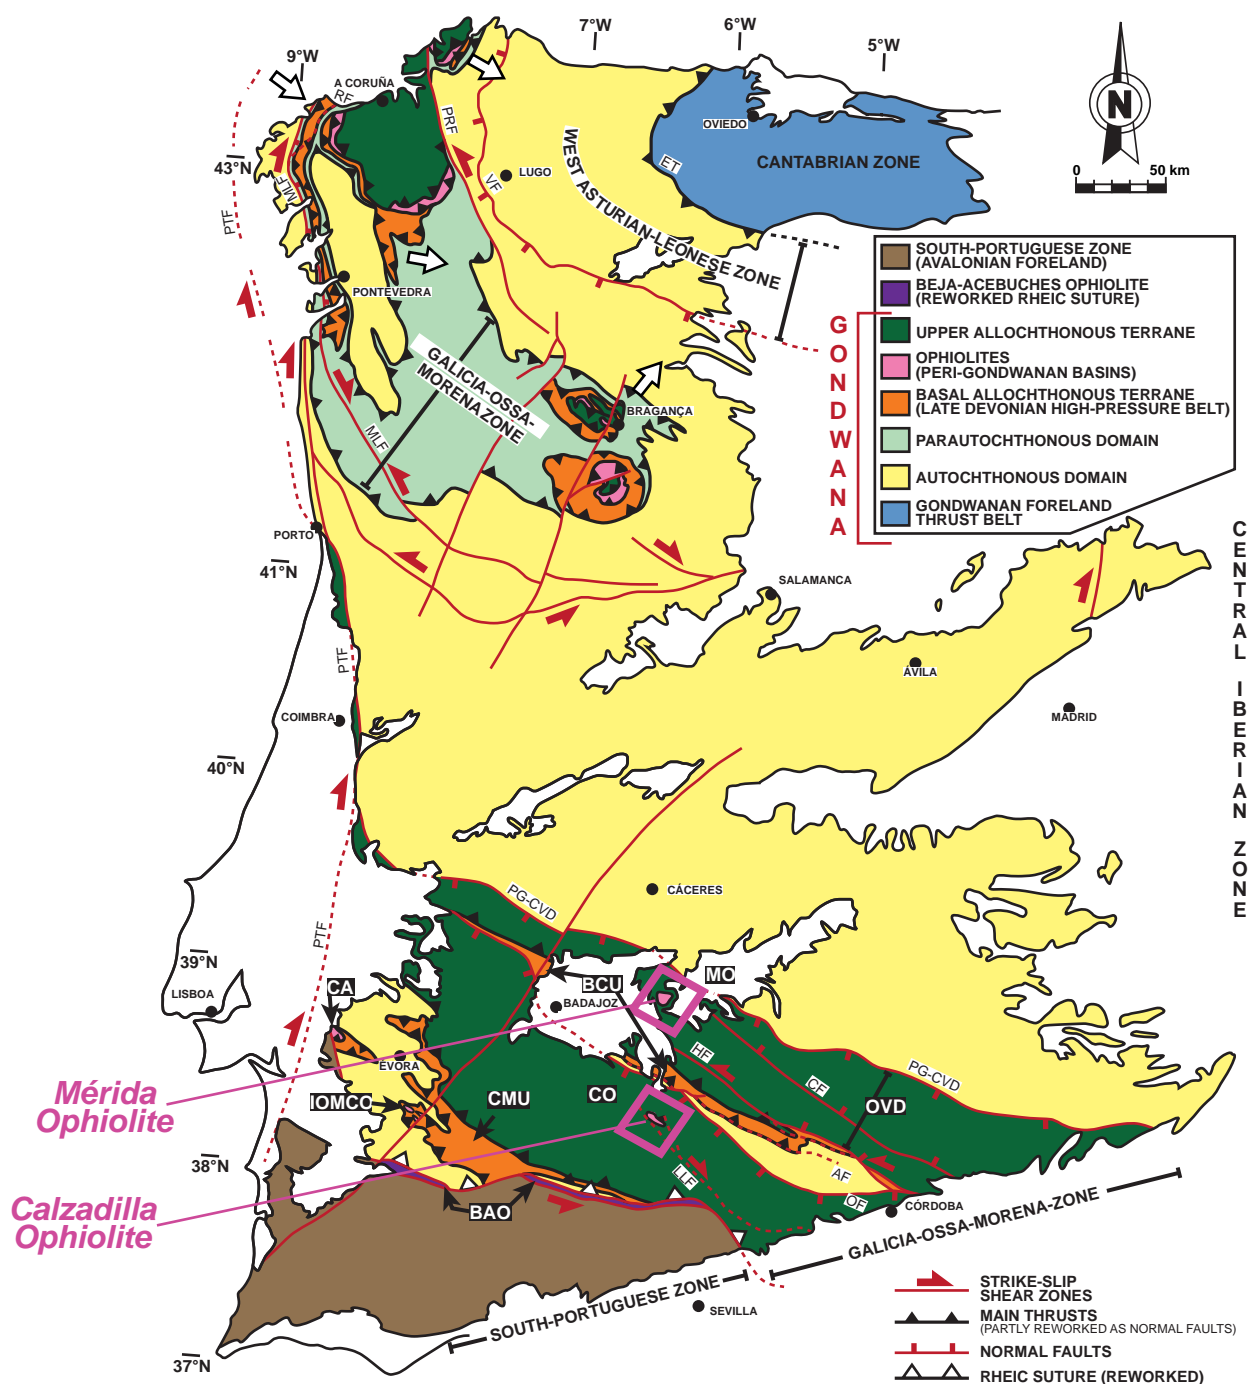 7°W
6°W
5°W
9°W
A CORUÑA
RF
PRF
N
0 50 km
OVIEDO
CANTABRIAN ZONE
ET
WEST ASTURIAN-LEONESE ZONE
LUGO
VF
43°N
MLF
PTF
PONTEVEDRA
SOUTH-PORTUGUESE ZONE
(AVALONIAN FORELAND)
BEJA-ACEBUCHES OPHIOLITE
(REWORKED RHEIC SUTURE)
GONDWANA
UPPER ALLOCHTHONOUS TERRANE
OPHIOLITES
(PERI-GONDWANAN BASINS)
BASAL ALLOCHTHONOUS TERRANE
(LATE DEVONIAN HIGH-PRESSURE BELT)
PARAUTOCHTHONOUS DOMAIN
AUTOCHTHONOUS DOMAIN
GONDWANAN FORELAND
THRUST BELT
GALICIA-OSSA-
MORENA ZONE
BRAGANÇA
MLF
PORTO
41°N
SALAMANCA
CENTRAL IBERIAN ZONE
PTF
ÁVILA
COIMBRA
MADRID
40°N
CÁCERES
PG-CVD
PTF
39°N
LISBOA
CA
BCU
MO
BADAJOZ
ÉVORA
HF
CF
PG-CVD
Mérida
Ophiolite
IOMCO
CMU
CO
OVD
38°N
LLF
AF
OF
Calzadilla
Ophiolite
BAO
CÓRDOBA
GALICIA-OSSA-MORENA-ZONE
SOUTH-PORTUGUESE ZONE
SEVILLA
37°N
STRIKE-SLIP
SHEAR ZONES
MAIN THRUSTS
(PARTLY REWORKED AS NORMAL FAULTS)
NORMAL FAULTS
RHEIC SUTURE (REWORKED)